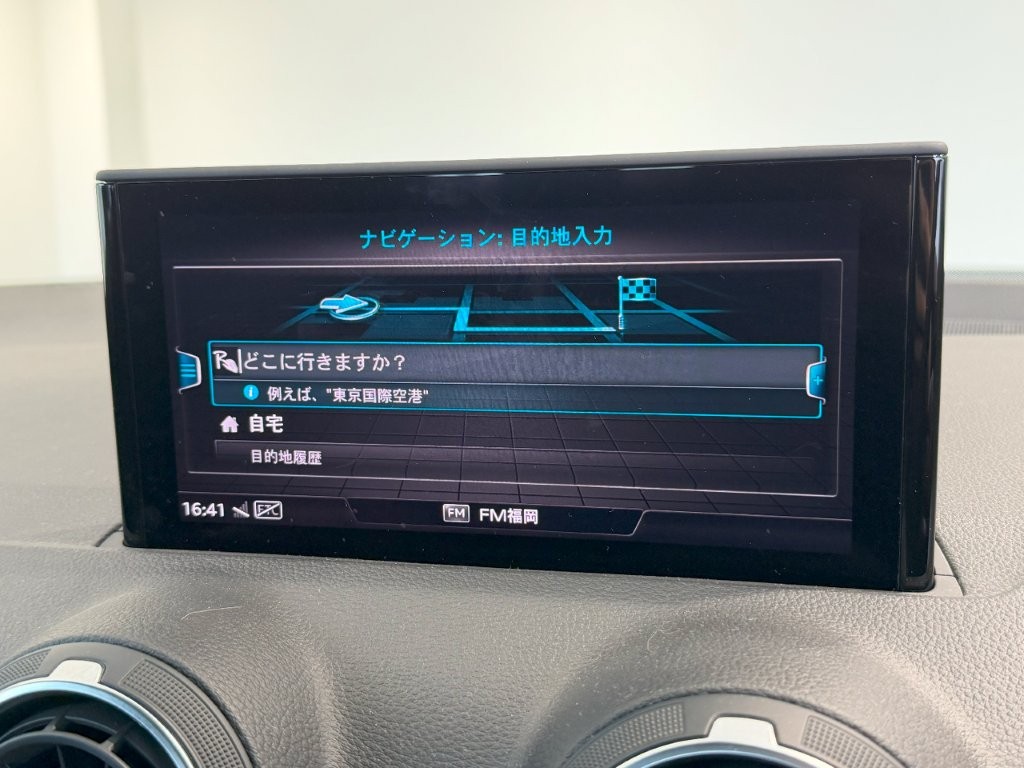 ナビゲーション: 目的地入力
どこに行きますか？
例えば、"東京国際空港"
自宅
目的地履歴
16:41 ETC FM FM福岡